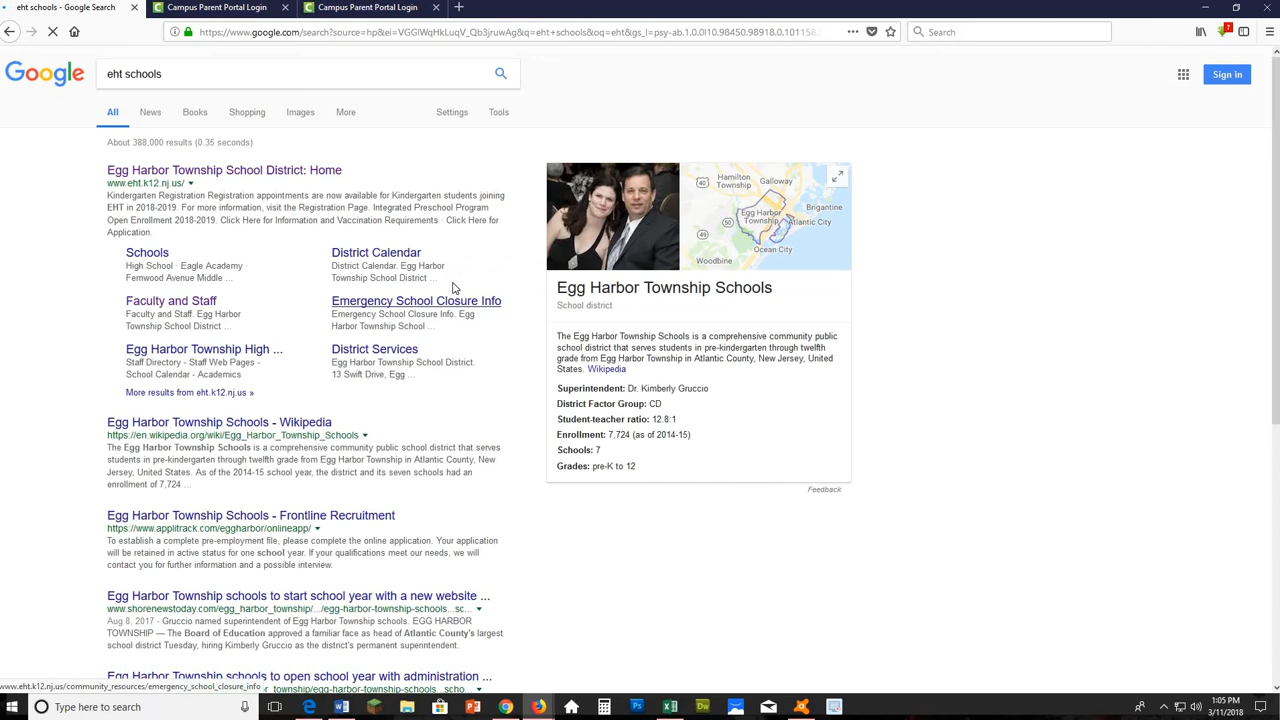 eht schools - Google Search
Campus Parent Portal Login
Campus Parent Portal Login
https://www.google.com/search?source=hp&ei=VGGlWqHkLuqV_Qb3jruwAg&q=eht+schools&oq=eht&gs_l=psy-ab.1.0.0l10.98450.98918.0.101158
Search
7
Google
eht schools
Sign in
All
News
Books
Shopping
Images
More
Settings
Tools
About 388,000 results (0.35 seconds)
Egg Harbor Township School District: Home
www.eht.k12.nj.us/
Kindergarten Registration Registration appointments are now available for Kindergarten students joining
EHT in 2018-2019. For more information, visit the Registration Page. Integrated Preschool Program
Open Enrollment 2018-2019. Click Here for Information and Vaccination Requirements · Click Here for
Application.
Schools
High School · Eagle Academy ·
Fernwood Avenue Middle ...
District Calendar
District Calendar. Egg Harbor
Township School District ...
Faculty and Staff
Faculty and Staff. Egg Harbor
Township School District ...
Emergency School Closure Info
Emergency School Closure Info. Egg
Harbor Township School ...
Egg Harbor Township High ...
Staff Directory - Staff Web Pages -
School Calendar - Academics
District Services
Egg Harbor Township School District.
13 Swift Drive, Egg ...
More results from eht.k12.nj.us »
Egg Harbor Township Schools - Wikipedia
https://en.wikipedia.org/wiki/Egg_Harbor_Township_Schools
The Egg Harbor Township Schools is a comprehensive community public school district that serves
students in pre-kindergarten through twelfth grade from Egg Harbor Township in Atlantic County, New
Jersey, United States. As of the 2014-15 school year, the district and its seven schools had an
enrollment of 7,724 ...
Egg Harbor Township Schools - Frontline Recruitment
https://www.applitrack.com/eggharbor/onlineapp/
To establish a complete pre-employment file, please complete the online application. Your application
will be retained in active status for one school year. If your qualifications meet our needs, we will
contact you for further information and a possible interview.
Egg Harbor Township schools to start school year with a new website ...
www.shorenewstoday.com/egg_harbor_township/.../egg-harbor-township-schools...sc...
Aug 8, 2017 - Gruccio named superintendent of Egg Harbor Township schools. EGG HARBOR
TOWNSHIP — The Board of Education approved a familiar face as head of Atlantic County's largest
school district Tuesday, hiring Kimberly Gruccio as the district's permanent superintendent.
Egg Harbor Township schools to open school year with administration ...
township/egg-harbor-township-schools...scho...
www.eht.k12.nj.us/community_resources/emergency_school_closure_info
40
Hamilton
Township
Galloway
Egg Harbor
Township
Brigantine
50
Atlantic City
49
Ocean City
Woodbine
Egg Harbor Township Schools
School district
The Egg Harbor Township Schools is a comprehensive community public
school district that serves students in pre-kindergarten through twelfth
grade from Egg Harbor Township in Atlantic County, New Jersey, United
States. Wikipedia
Superintendent: Dr. Kimberly Gruccio
District Factor Group: CD
Student-teacher ratio: 12.8:1
Enrollment: 7,724 (as of 2014-15)
Schools: 7
Grades: pre-K to 12
Feedback
Type here to search
1:05 PM
3/11/2018